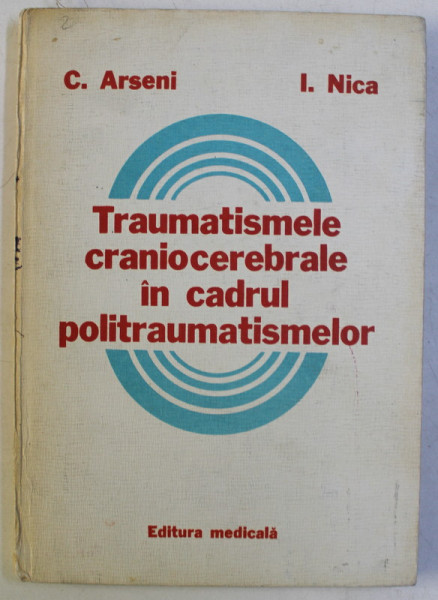 C. Arseni I. Nica
Traumatismele
craniocerebrale
în cadrul
politraumatismelor
Editura medicală